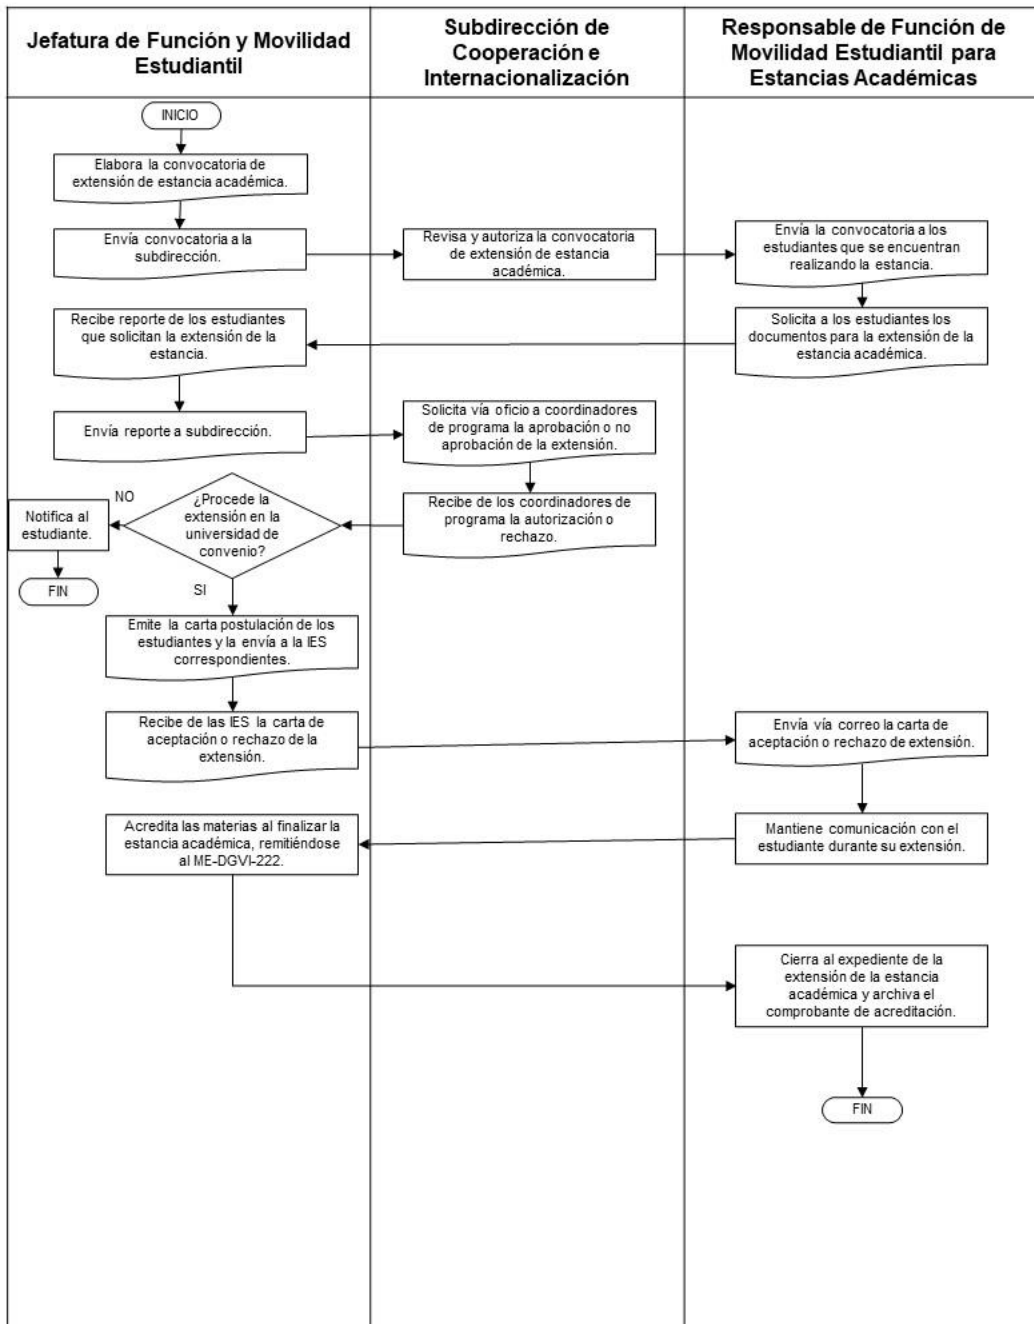 Jefatura de Función y Movilidad
Estudiantil
Subdirección de
Cooperación e
Internacionalización
Responsable de Función de
Movilidad Estudiantil para
Estancias Académicas
INICIO
Elabora la convocatoria de
extensión de estancia académica.
Envía convocatoria a la
subdirección.
Revisa y autoriza la convocatoria
de extensión de estancia
académica.
Envía la convocatoria a los
estudiantes que se encuentran
realizando la estancia.
Solicita a los estudiantes los
documentos para la extensión de la
estancia académica.
Recibe reporte de los estudiantes
que solicitan la extensión de la
estancia.
Envía reporte a subdirección.
Solicita vía oficio a coordinadores
de programa la aprobación o no
aprobación de la extensión.
Recibe de los coordinadores de
programa la autorización o
rechazo.
¿Procede la
extensión en la
universidad de
convenio?
NO
Notifica al
estudiante.
FIN
SI
Emite la carta postulación de los
estudiantes y la envía a la IES
correspondientes.
Recibe de las IES la carta de
aceptación o rechazo de la
extensión.
Envía vía correo la carta de
aceptación o rechazo de extensión.
Mantiene comunicación con el
estudiante durante su extensión.
Acredita las materias al finalizar la
estancia académica, remitiéndose
al ME-DGVI-222.
Cierra al expediente de la
extensión de la estancia
académica y archiva el
comprobante de acreditación.
FIN